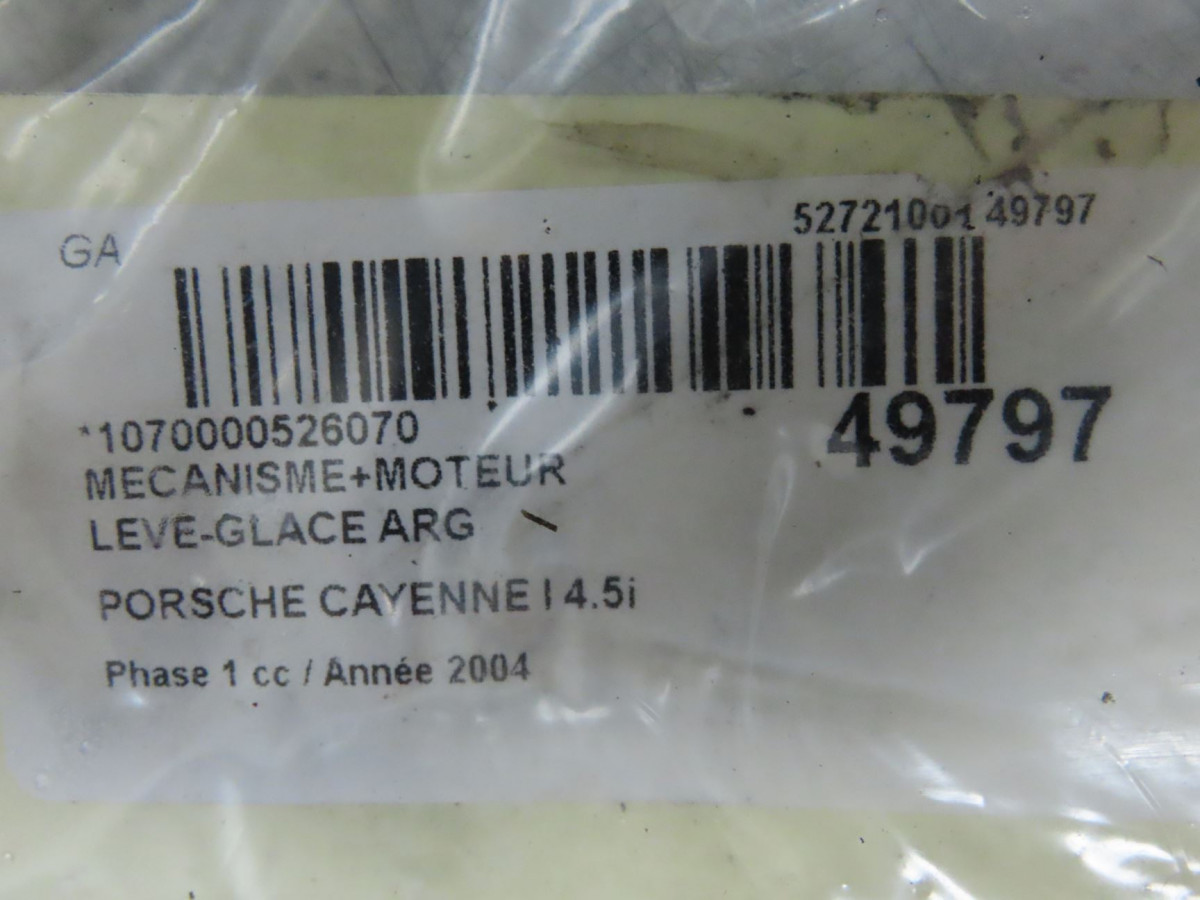 GA
52721001 49797
*1070000526070
49797
MECANISME+MOTEUR
LEVE-GLACE ARG
PORSCHE CAYENNE I 4.5i
Phase 1 cc / Année 2004